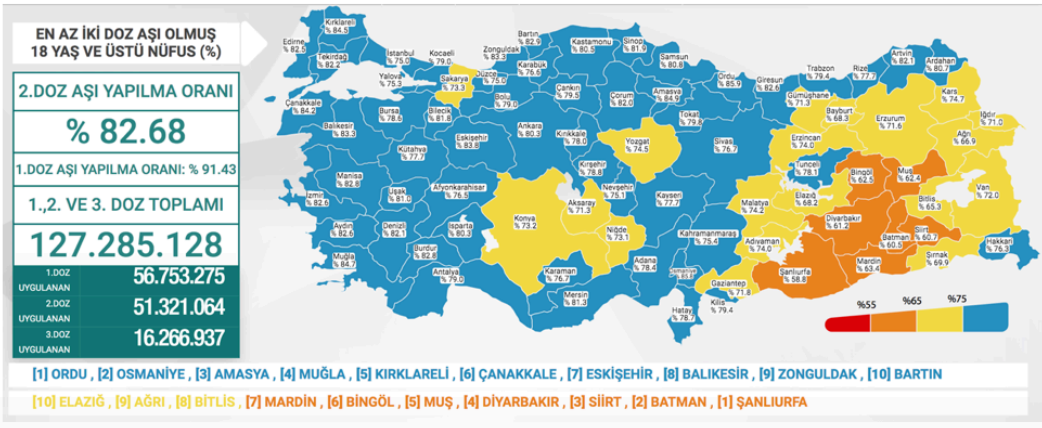 EN AZ İKİ DOZ AŞI OLMUŞ
18 YAŞ VE ÜSTÜ NÜFUS (%)
2.DOZ AŞI YAPILMA ORANI
% 82.68
1.DOZ AŞI YAPILMA ORANI: % 91.43
1.,2. VE 3. DOZ TOPLAMI
127.285.128
1.DOZ
UYGULANAN
56.753.275
2.DOZ
UYGULANAN
51.321.064
3.DOZ
UYGULANAN
16.266.937
Kırklareli
% 84.5
Edirne
% 82.5
Tekirdağ
% 82.2
İstanbul
% 75.0
Kocaeli
% 79.0
Yalova
% 75.3
Sakarya
% 73.3
Düzce
% 75.0
Zonguldak
% 83.3
Bartın
% 82.9
Karabük
% 76.6
Kastamonu
% 80.5
Sinop
% 81.9
Samsun
% 80.8
Ordu
% 85.9
Giresun
% 82.6
Trabzon
% 79.4
Rize
% 77.7
Artvin
% 82.1
Ardahan
% 80.7
Çanakkale
% 84.2
Bursa
% 78.6
Bilecik
% 81.8
Bolu
% 79.0
Çankırı
% 79.5
Çorum
% 82.0
Amasya
% 84.9
Tokat
% 79.8
Gümüşhane
% 71.3
Bayburt
% 68.3
Erzurum
% 71.6
Kars
% 74.7
Iğdır
% 71.0
Ağrı
% 66.9
Balıkesir
% 83.3
Kütahya
% 77.7
Eskişehir
% 83.8
Ankara
% 80.3
Kırıkkale
% 78.0
Yozgat
% 74.5
Sivas
% 76.7
Erzincan
% 74.0
Tunceli
% 78.1
Bingöl
% 62.5
Muş
% 62.4
Van
% 72.0
Manisa
% 82.8
İzmir
% 82.6
Uşak
% 81.0
Afyonkarahisar
% 76.5
Kırşehir
% 78.8
Nevşehir
% 75.1
Kayseri
% 77.7
Malatya
% 74.2
Elazığ
% 68.2
Diyarbakır
% 61.2
Bitlis
% 65.3
Aydın
% 82.6
Denizli
% 82.1
Isparta
% 80.3
Konya
% 73.2
Aksaray
% 71.3
Niğde
% 73.1
Kahramanmaraş
% 75.4
Adıyaman
% 74.0
Batman
% 60.5
Siirt
% 60.7
Şırnak
% 69.9
Hakkari
% 76.3
Muğla
% 84.7
Burdur
% 82.8
Antalya
% 79.0
Karaman
% 76.7
Mersin
% 81.3
Adana
% 78.4
Osmaniye
% 85.8
Gaziantep
% 71.8
Şanlıurfa
% 58.8
Mardin
% 63.4
Hatay
% 78.7
Kilis
% 79.4
%55 %65 %75
[1] ORDU , [2] OSMANİYE , [3] AMASYA , [4] MUĞLA , [5] KIRKLARELİ , [6] ÇANAKKALE , [7] ESKİŞEHİR , [8] BALIKESİR , [9] ZONGULDAK , [10] BARTIN
[10] ELAZIĞ , [9] AĞRI , [8] BİTLİS , [7] MARDİN , [6] BİNGÖL , [5] MUŞ , [4] DİYARBAKIR , [3] SİİRT , [2] BATMAN , [1] ŞANLIURFA